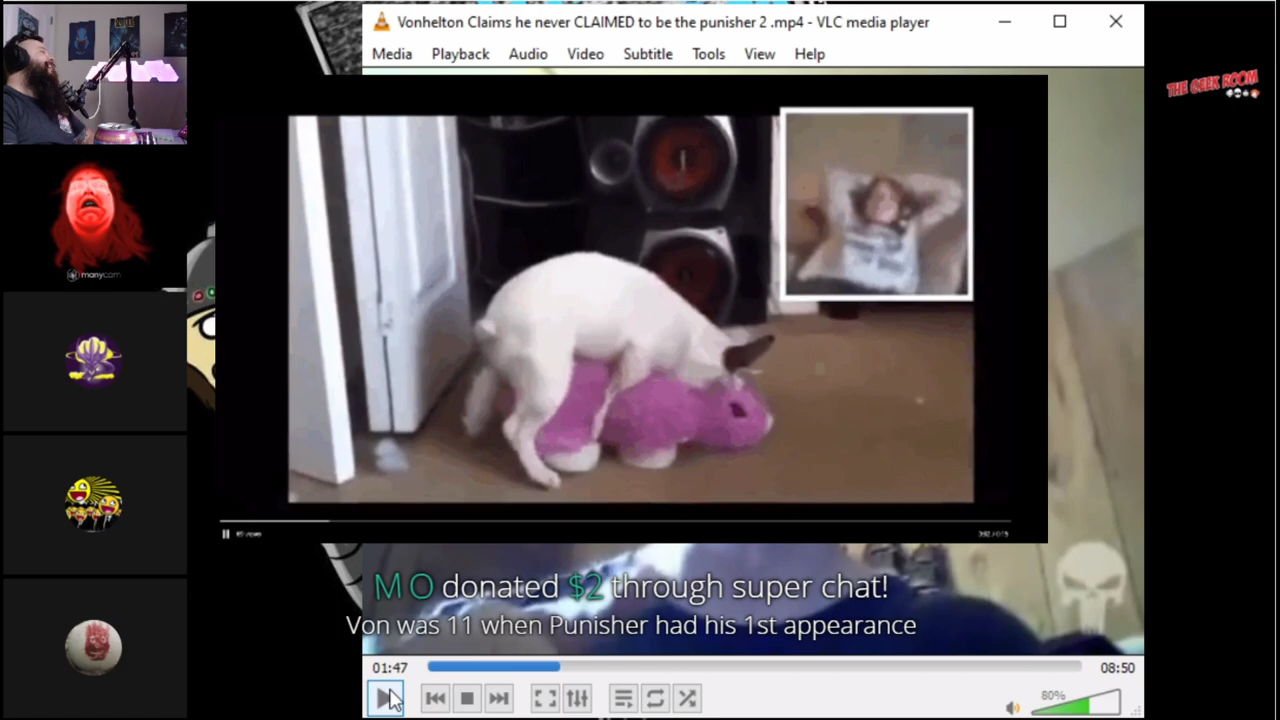 Vonhelton Claims he never CLAIMED to be the punisher 2 .mp4 - VLC media player
Media Playback Audio Video Subtitle Tools View Help
THE GEEK ROOM
manycam
M O donated $2 through super chat!
Von was 11 when Punisher had his 1st appearance
01:47
08:50
80%